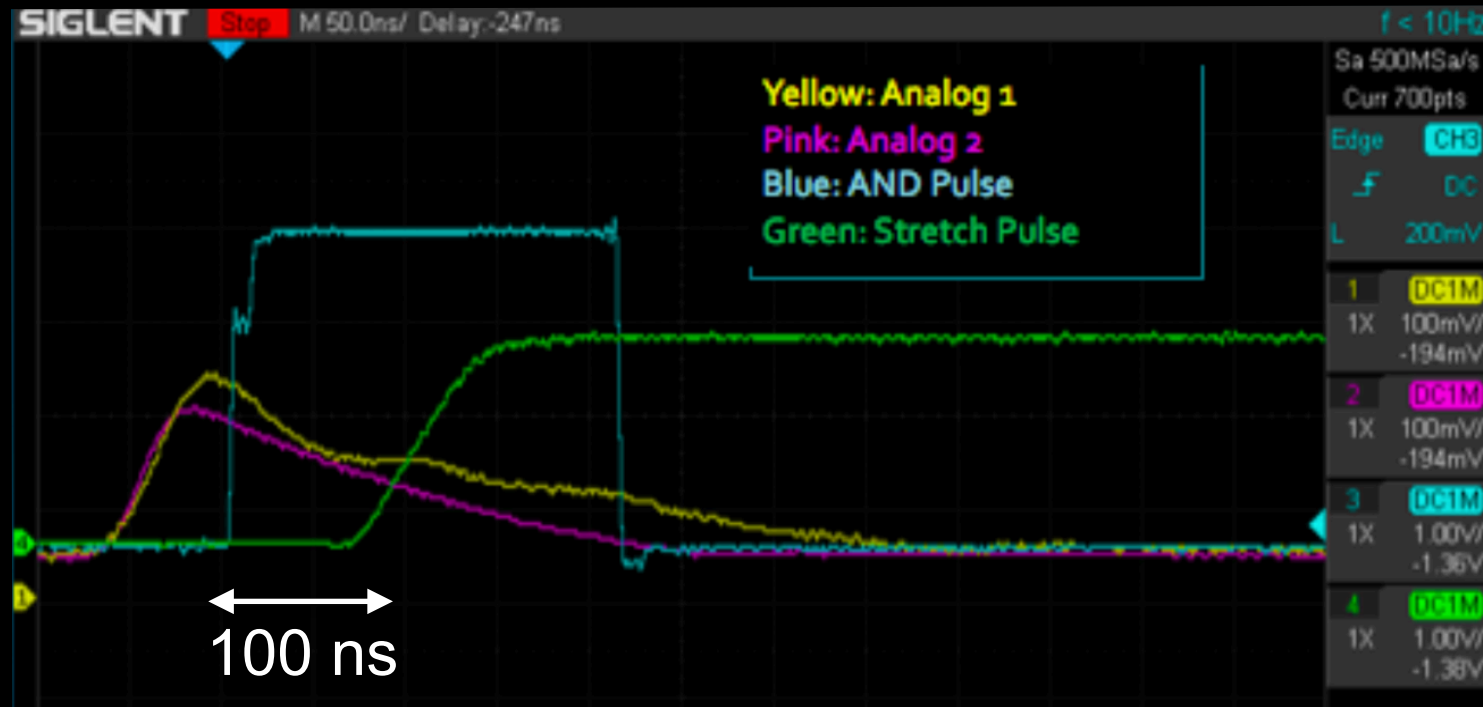 SIGLENT Stop M 50.0ns/ Delay:-247ns f < 10Hz
Sa 500MSa/s
Curr 700pts
Edge CH3
DC
L 200mV
Yellow: Analog 1
Pink: Analog 2
Blue: AND Pulse
Green: Stretch Pulse
1 DC1M
1X 100mV/
-194mV
2 DC1M
1X 100mV/
-194mV
3 DC1M
1X 1.00V/
-1.36V
4 DC1M
1X 1.00V/
-1.38V
4
1
100 ns